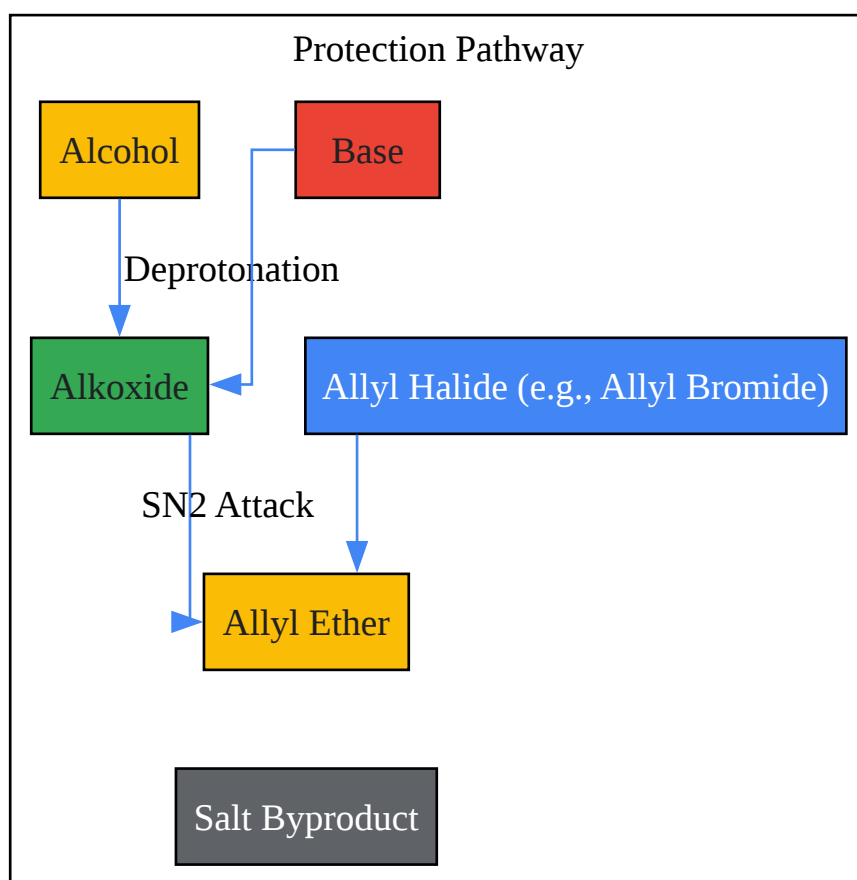 Protection Pathway
Alcohol
Base
Deprotonation
Alkoxide
Allyl Halide (e.g., Allyl Bromide)
SN2 Attack
Allyl Ether
Salt Byproduct